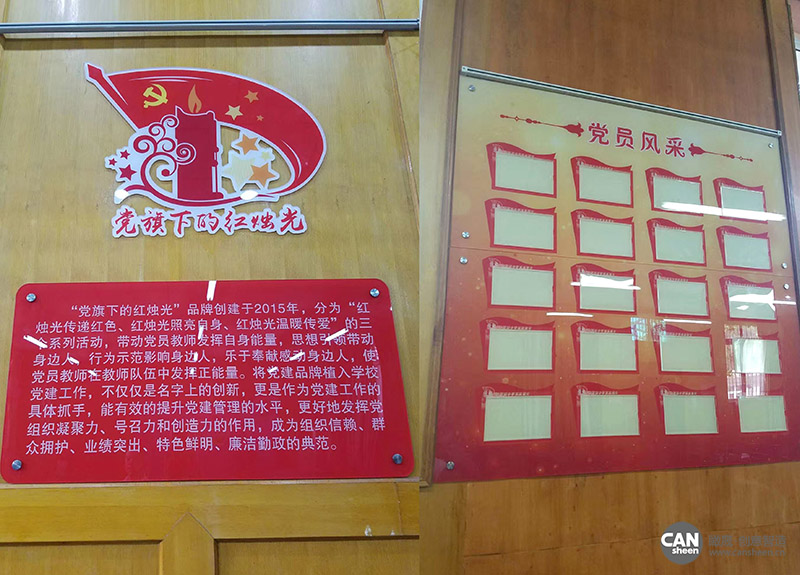 党旗下的红烛光
“党旗下的红烛光”品牌创建于2015年，分为“红
烛光传递红色、红烛光照亮自身、红烛光温暖传爱”的三
系列活动，带动党员教师发挥自身能量，思想引领带动
身边人，行为示范影响身边人，乐于奉献感动身边人，使
党员教师在教师队伍中发挥正能量。将党建品牌植入学校
党建工作，不仅仅是名字上的创新，更是作为党建工作的
具体抓手，能有效的提升党建管理的水平，更好地发挥党
组织凝聚力、号召力和创造力的作用，成为组织信赖、群
众拥护、业绩突出、特色鲜明、廉洁勤政的典范。
党员风采
CAN
sheen